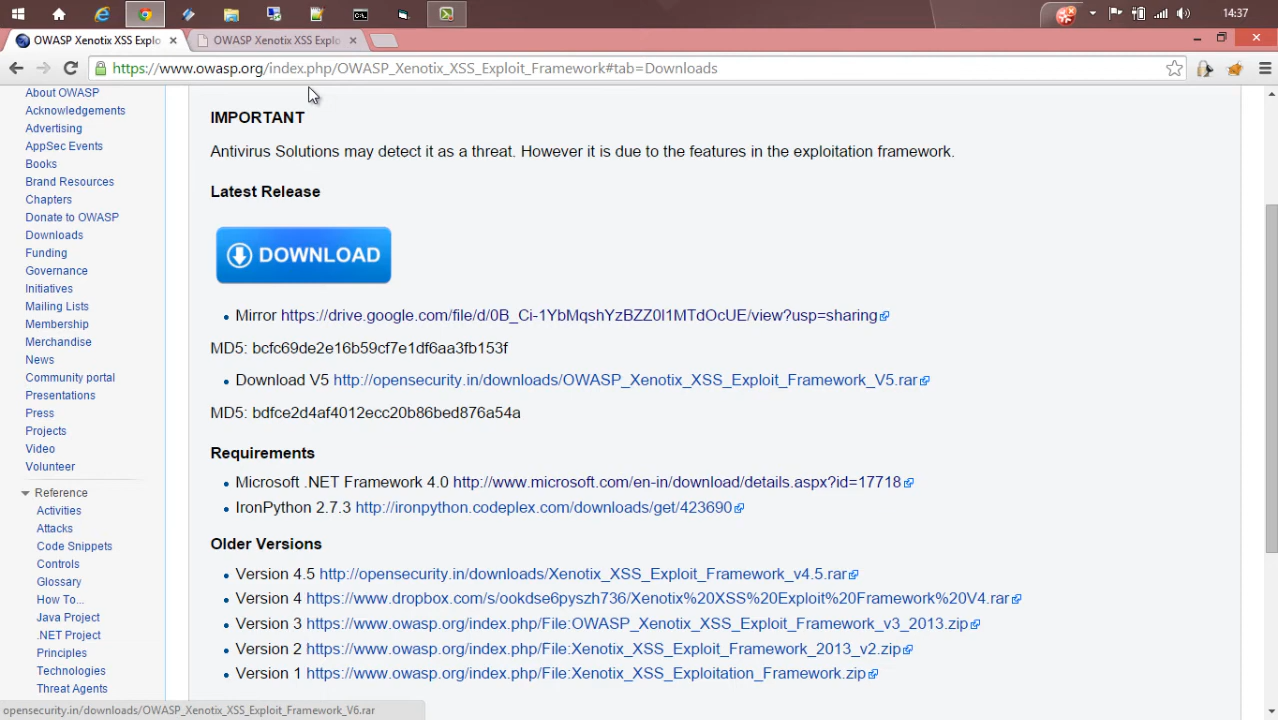 14:37
OWASP Xenotix XSS Explo
OWASP Xenotix XSS Explo
https://www.owasp.org/index.php/OWASP_Xenotix_XSS_Exploit_Framework#tab=Downloads
About OWASP
Acknowledgements
Advertising
AppSec Events
Books
Brand Resources
Chapters
Donate to OWASP
Downloads
Funding
Governance
Initiatives
Mailing Lists
Membership
Merchandise
News
Community portal
Presentations
Press
Projects
Video
Volunteer
Reference
Activities
Attacks
Code Snippets
Controls
Glossary
How To...
Java Project
.NET Project
Principles
Technologies
Threat Agents
IMPORTANT
Antivirus Solutions may detect it as a threat. However it is due to the features in the exploitation framework.
Latest Release
DOWNLOAD
Mirror https://drive.google.com/file/d/0B_Ci-1YbMqshYzBZZ0l1MTdOcUE/view?usp=sharing
MD5: bcfc69de2e16b59cf7e1df6aa3fb153f
Download V5 http://opensecurity.in/downloads/OWASP_Xenotix_XSS_Exploit_Framework_V5.rar
MD5: bdfce2d4af4012ecc20b86bed876a54a
Requirements
Microsoft .NET Framework 4.0 http://www.microsoft.com/en-in/download/details.aspx?id=17718
IronPython 2.7.3 http://ironpython.codeplex.com/downloads/get/423690
Older Versions
Version 4.5 http://opensecurity.in/downloads/Xenotix_XSS_Exploit_Framework_v4.5.rar
Version 4 https://www.dropbox.com/s/ookdse6pyszh736/Xenotix%20XSS%20Exploit%20Framework%20V4.rar
Version 3 https://www.owasp.org/index.php/File:OWASP_Xenotix_XSS_Exploit_Framework_v3_2013.zip
Version 2 https://www.owasp.org/index.php/File:Xenotix_XSS_Exploit_Framework_2013_v2.zip
Version 1 https://www.owasp.org/index.php/File:Xenotix_XSS_Exploitation_Framework.zip
opensecurity.in/downloads/OWASP_Xenotix_XSS_Exploit_Framework_V6.rar